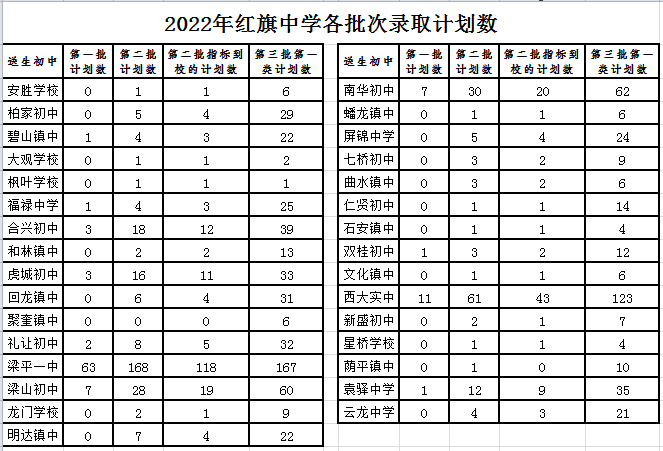 2022年红旗中学各批次录取计划数
送生初中 第一批计划数 第二批计划数 第二批指标到校的计划数 第三批第一类计划数
安胜学校 0 1 1 6
柏家初中 0 5 4 29
碧山镇中 1 4 3 22
大观学校 0 1 1 2
枫叶学校 0 1 1 1
福禄中学 1 4 3 25
合兴初中 3 18 12 39
和林镇中 0 2 2 13
虎城初中 3 16 11 33
回龙镇中 0 6 4 31
聚奎镇中 0 0 0 6
礼让初中 2 8 5 32
梁平一中 63 168 118 167
梁山初中 7 28 19 60
龙门学校 0 2 1 9
明达镇中 0 7 4 22
送生初中 第一批计划数 第二批计划数 第二批指标到校的计划数 第三批第一类计划数
南华初中 7 30 20 62
蟠龙镇中 0 1 1 6
屏锦中学 0 5 4 24
七桥初中 0 3 2 9
曲水镇中 0 3 2 6
仁贤初中 0 1 1 14
石安镇中 0 1 1 4
双桂初中 1 3 2 12
文化镇中 0 1 1 6
西大实中 11 61 43 123
新盛初中 0 2 1 7
星桥学校 0 1 1 4
荫平镇中 0 1 0 10
袁驿中学 1 12 9 35
云龙中学 0 4 3 21